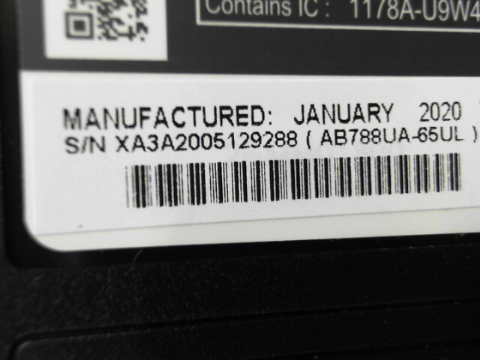 Contains IC : 1178A-U9W4
MANUFACTURED: JANUARY 2020
S/N XA3A2005129288 ( AB788UA-65UL )